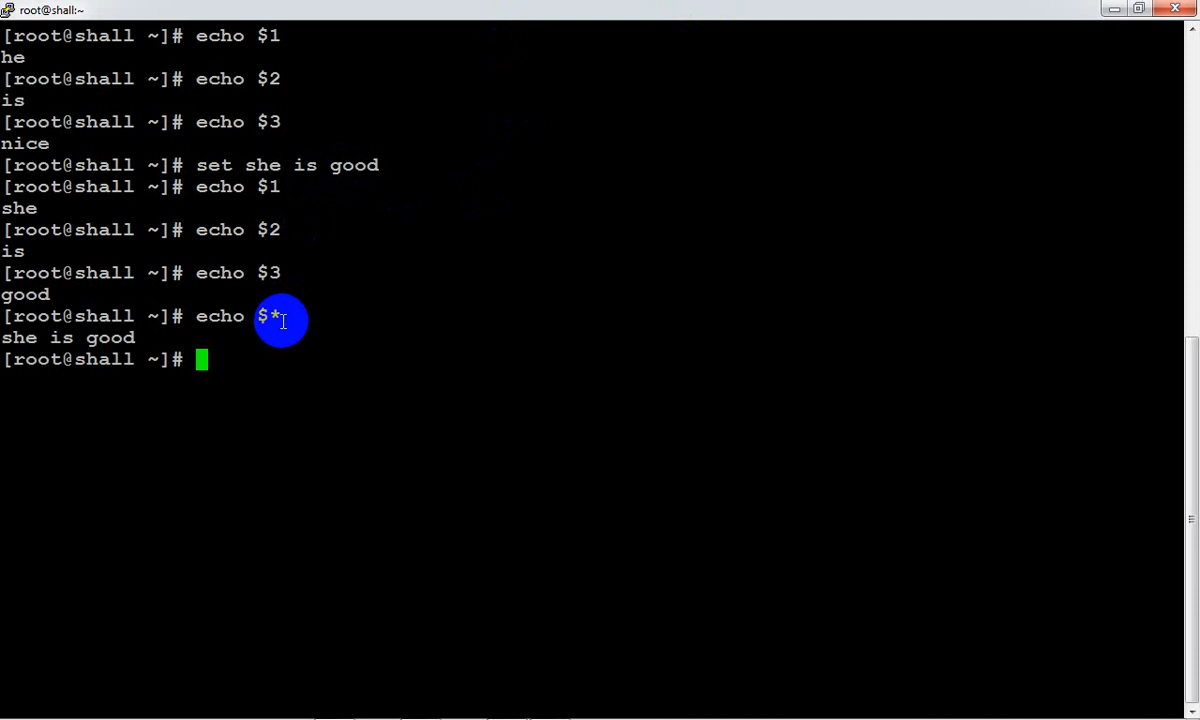 root@shall:~
[root@shall ~]# echo $1
he
[root@shall ~]# echo $2
is
[root@shall ~]# echo $3
nice
[root@shall ~]# set she is good
[root@shall ~]# echo $1
she
[root@shall ~]# echo $2
is
[root@shall ~]# echo $3
good
[root@shall ~]# echo $*
she is good
[root@shall ~]#